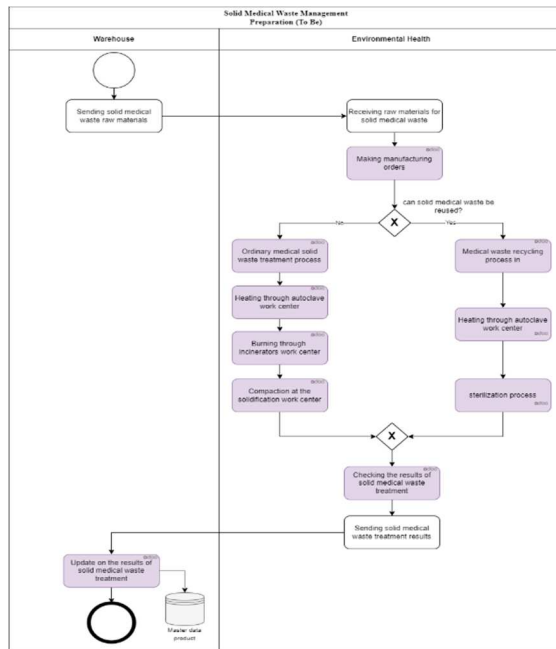 Solid Medical Waste Management
Preparation (To Be)
Warehouse
Environmental Health
Sending solid medical
waste raw materials
Receiving raw materials for
solid medical waste
Making manufacturing
orders
can solid medical waste be
reused?
No
Yes
Ordinary medical solid
waste treatment process
Medical waste recycling
process in
Heating through autoclave
work center
Heating through autoclave
work center
Burning through
incinerators work center
Compaction at the
solidification work center
sterilization process
X
X
Checking the results of
solid medical waste
treatment
Sending solid medical
waste treatment results
Update on the results of
solid medical waste
treatment
Master data
product